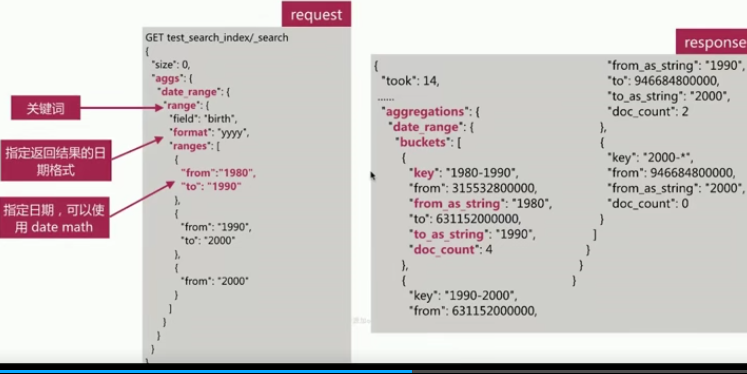 request
GET test_search_index/_search
{
"size": 0,
"aggs": {
"date_range": {
"range": {
"field": "birth",
"format": "yyyy",
"ranges": [
{
"from":"1980",
"to": "1990"
},
{
"from": "1990",
"to": "2000"
},
{
"from": "2000"
}
]
}
}
}
}
关键词
指定返回结果的日
期格式
指定日期，可以使
用 date math
response
{
"took": 14,
......
"aggregations": {
"date_range": {
"buckets": [
{
"key": "1980-1990",
"from": 315532800000,
"from_as_string": "1980",
"to": 631152000000,
"to_as_string": "1990",
"doc_count": 4
},
{
"key": "1990-2000",
"from": 631152000000,
"from_as_string": "1990",
"to": 946684800000,
"to_as_string": "2000",
"doc_count": 2
},
{
"key": "2000-*",
"from": 946684800000,
"from_as_string": "2000",
"doc_count": 0
}
]
}
}
}